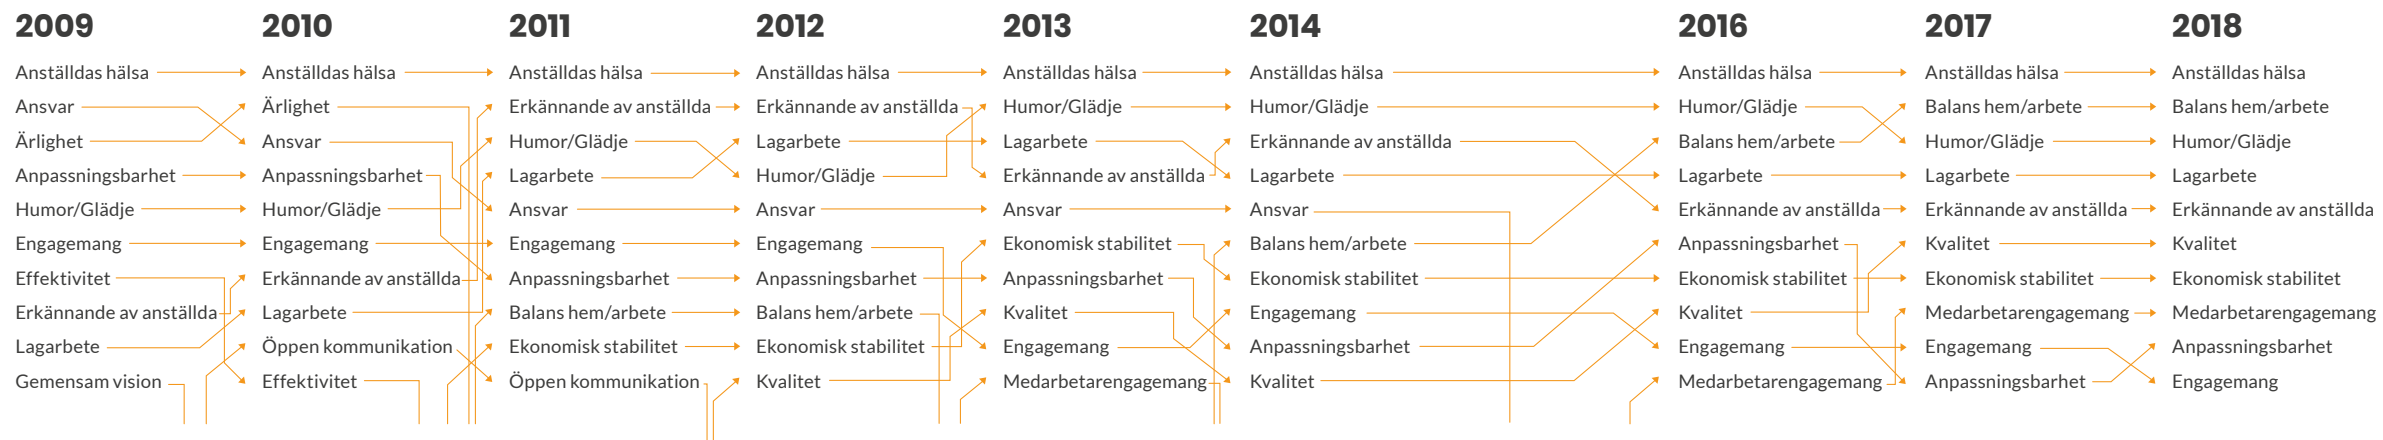 2009
Anställdas hälsa
Ansvar
Ärlighet
Anpassningsbarhet
Humor/Glädje
Engagemang
Effektivitet
Erkännande av anställda
Lagarbete
Gemensam vision
2010
Anställdas hälsa
Ärlighet
Ansvar
Anpassningsbarhet
Humor/Glädje
Engagemang
Erkännande av anställda
Lagarbete
Öppen kommunikation
Effektivitet
2011
Anställdas hälsa
Erkännande av anställda
Humor/Glädje
Lagarbete
Ansvar
Engagemang
Anpassningsbarhet
Balans hem/arbete
Ekonomisk stabilitet
Öppen kommunikation
2012
Anställdas hälsa
Erkännande av anställda
Lagarbete
Humor/Glädje
Ansvar
Engagemang
Anpassningsbarhet
Balans hem/arbete
Ekonomisk stabilitet
Kvalitet
2013
Anställdas hälsa
Humor/Glädje
Lagarbete
Erkännande av anställda
Ansvar
Ekonomisk stabilitet
Anpassningsbarhet
Kvalitet
Engagemang
Medarbetarengagemang
2014
Anställdas hälsa
Humor/Glädje
Erkännande av anställda
Lagarbete
Ansvar
Balans hem/arbete
Ekonomisk stabilitet
Engagemang
Anpassningsbarhet
Kvalitet
2016
Anställdas hälsa
Humor/Glädje
Balans hem/arbete
Lagarbete
Erkännande av anställda
Anpassningsbarhet
Ekonomisk stabilitet
Kvalitet
Engagemang
Medarbetarengagemang
2017
Anställdas hälsa
Balans hem/arbete
Humor/Glädje
Lagarbete
Erkännande av anställda
Kvalitet
Ekonomisk stabilitet
Medarbetarengagemang
Engagemang
Anpassningsbarhet
2018
Anställdas hälsa
Balans hem/arbete
Humor/Glädje
Lagarbete
Erkännande av anställda
Kvalitet
Ekonomisk stabilitet
Medarbetarengagemang
Anpassningsbarhet
Engagemang